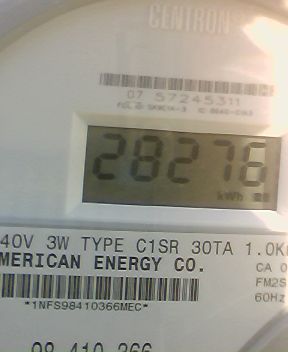 CENTRON
07 57245311
28276
kWh
40V 3W TYPE C1SR 30TA 1.0K
MERICAN ENERGY CO.
CA 0
FM2S
60Hz
*1NFS98410366MEC*
98 410 366